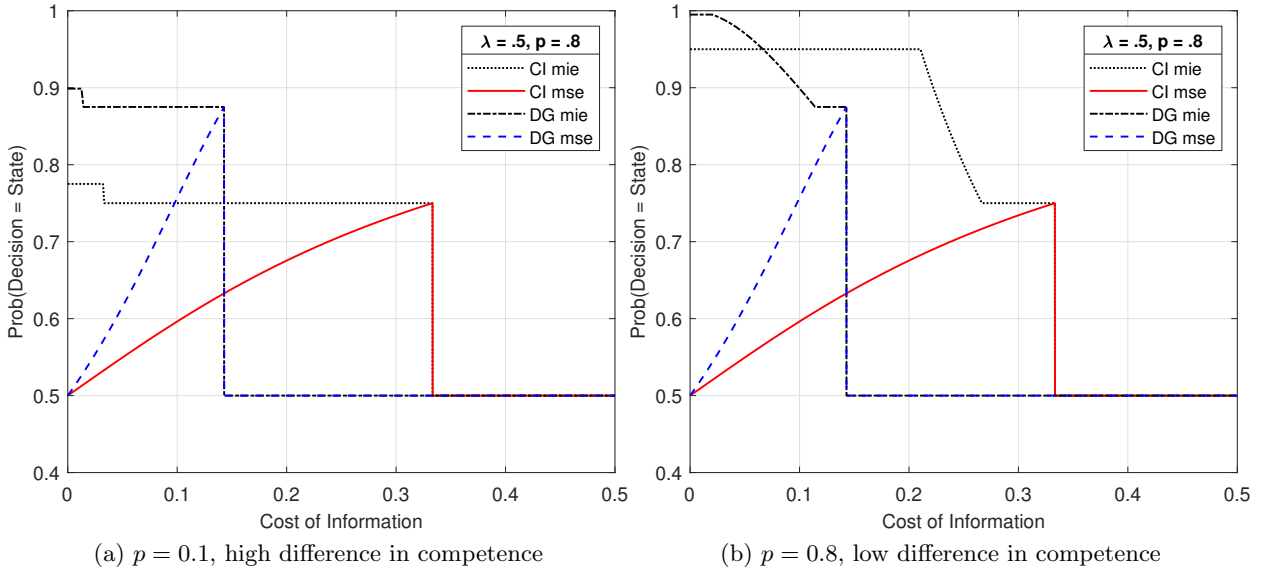 1
0.9
0.8
0.7
0.6
0.5
0.4
Prob(Decision = State)
λ = .5, p = .8
CI mie
CI mse
DG mie
DG mse
0 0.1 0.2 0.3 0.4 0.5
Cost of Information
(a) p = 0.1, high difference in competence
1
0.9
0.8
0.7
0.6
0.5
0.4
Prob(Decision = State)
λ = .5, p = .8
CI mie
CI mse
DG mie
DG mse
0 0.1 0.2 0.3 0.4 0.5
Cost of Information
(b) p = 0.8, low difference in competence